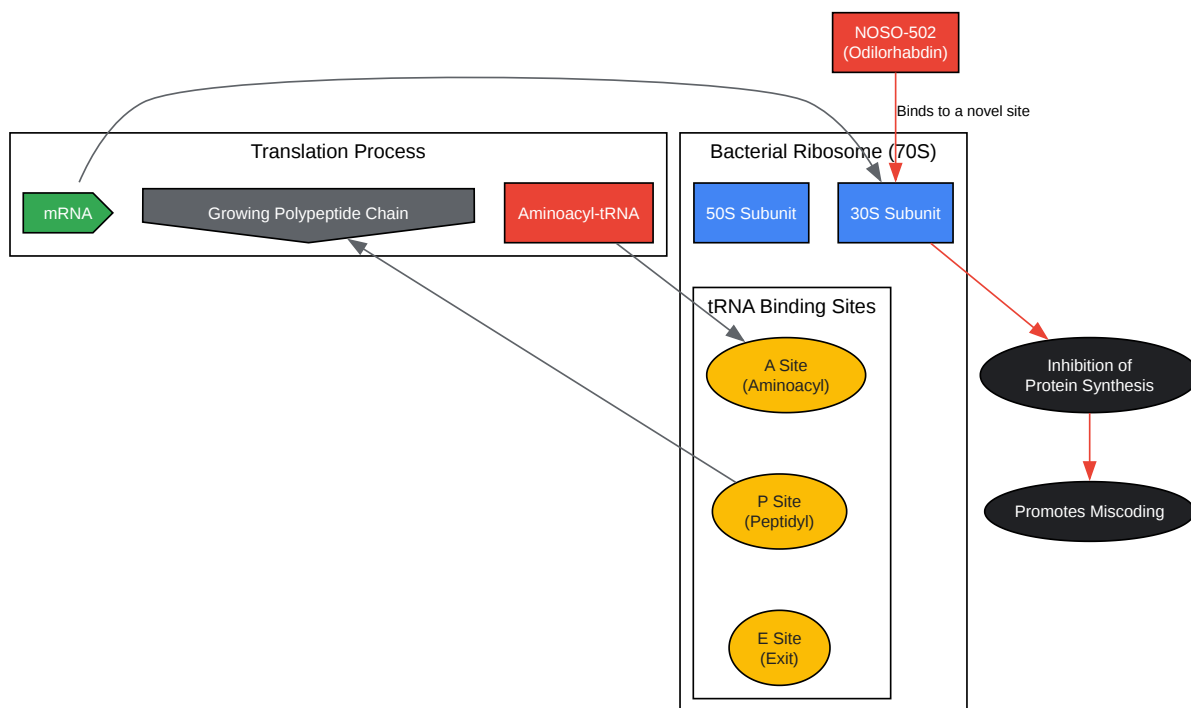 NOSO-502
(Odilorhabdin)
Binds to a novel site
Translation Process
Bacterial Ribosome (70S)
mRNA
Growing Polypeptide Chain
Aminoacyl-tRNA
50S Subunit
30S Subunit
tRNA Binding Sites
A Site
(Aminoacyl)
Inhibition of
Protein Synthesis
P Site
(Peptidyl)
Promotes Miscoding
E Site
(Exit)